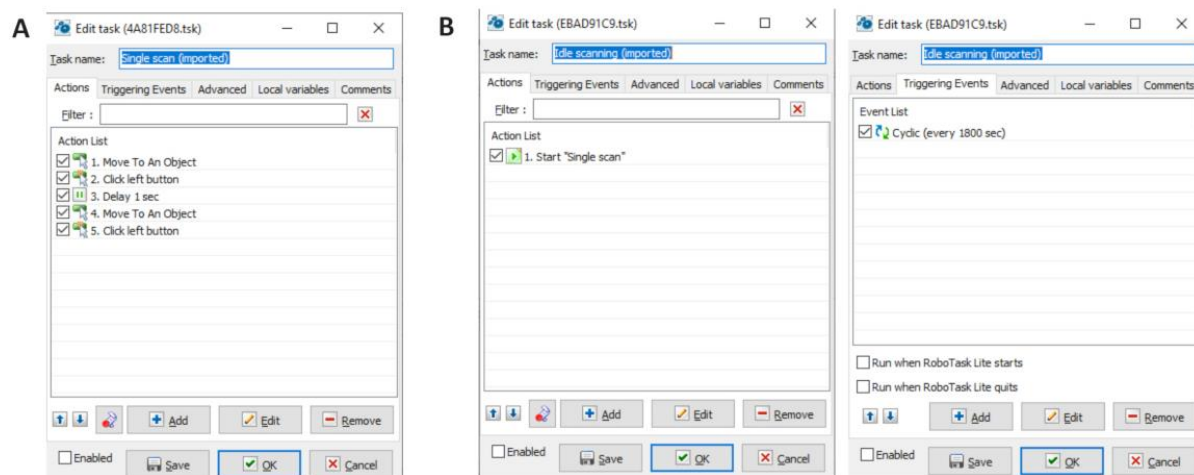 A
Edit task (4A81FED8.tsk)
Task name: Single scan (imported)
Actions Triggering Events Advanced Local variables Comments
Filter :
Action List
1. Move To An Object
2. Click left button
3. Delay 1 sec
4. Move To An Object
5. Click left button
Add Edit Remove
Enabled Save OK Cancel
B
Edit task (EBAD91C9.tsk)
Task name: Idle scanning (imported)
Actions Triggering Events Advanced Local variables Comments
Filter :
Action List
1. Start "Single scan"
Add Edit Remove
Enabled Save OK Cancel
Edit task (EBAD91C9.tsk)
Task name: Idle scanning (imported)
Actions Triggering Events Advanced Local variables Comments
Event List
Cyclic (every 1800 sec)
Run when RoboTask Lite starts
Run when RoboTask Lite quits
Add Edit Remove
Enabled Save OK Cancel